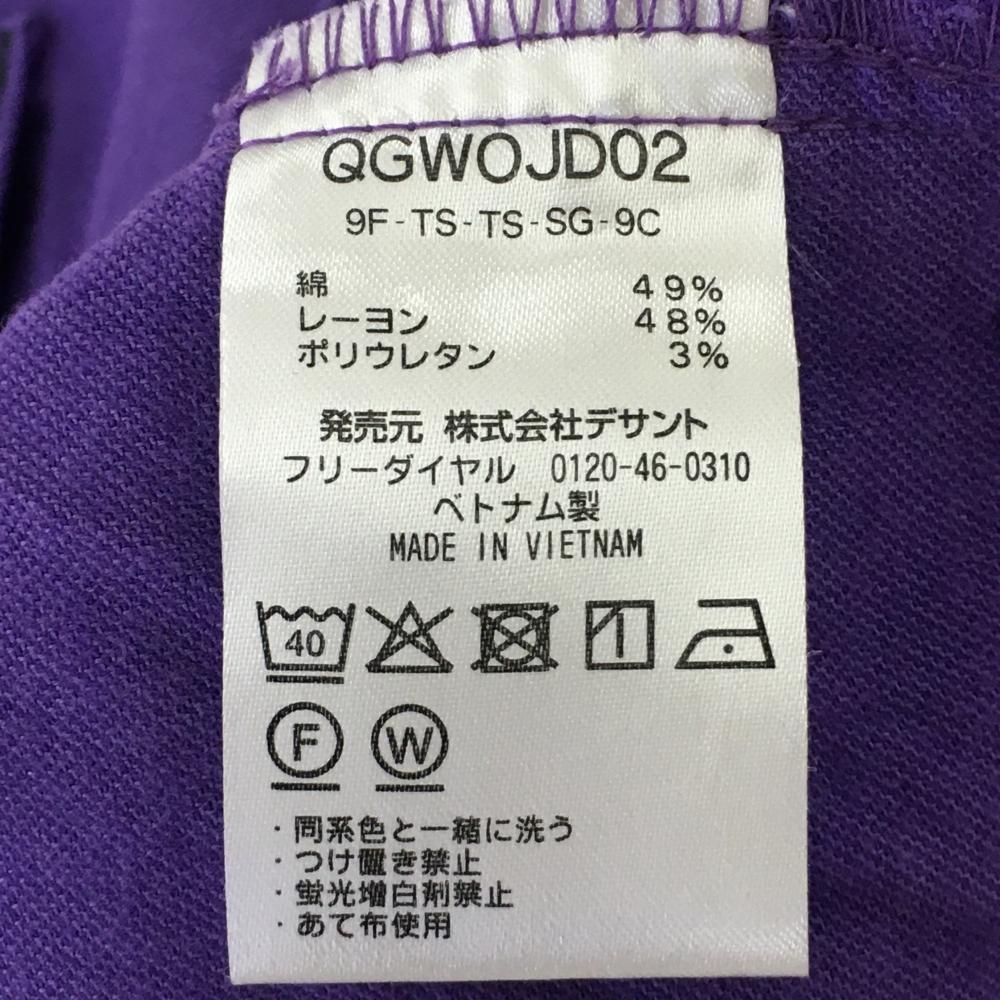 QGWOJD02
9F-TS-TS-SG-9C
綿 49%
レーヨン 48%
ポリウレタン 3%
発売元 株式会社デサント
フリーダイヤル 0120-46-0310
ベトナム製
MADE IN VIETNAM
40
F W
・同系色と一緒に洗う
・つけ置き禁止
・蛍光増白剤禁止
・あて布使用